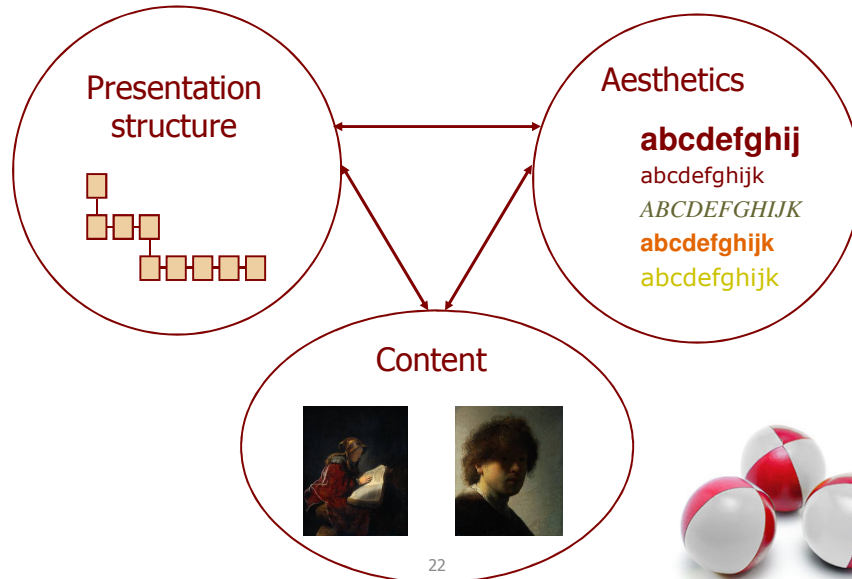 Presentation
structure
Aesthetics
abcdefghij
abcdefghijk
ABCDEFGHIJK
abcdefghijk
abcdefghijk
Content
22